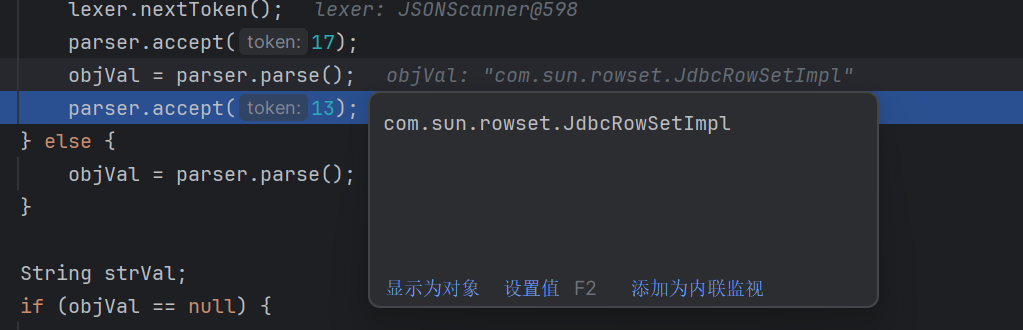 lexer.nextToken();   lexer: JSONScanner@598
parser.accept( token: 17);
objVal = parser.parse();   objVal: "com.sun.rowset.JdbcRowSetImpl"
parser.accept( token: 13);
com.sun.rowset.JdbcRowSetImpl
} else {
objVal = parser.parse();
}
显示为对象   设置值 F2   添加为内联监视
String strVal;
if (objVal == null) {